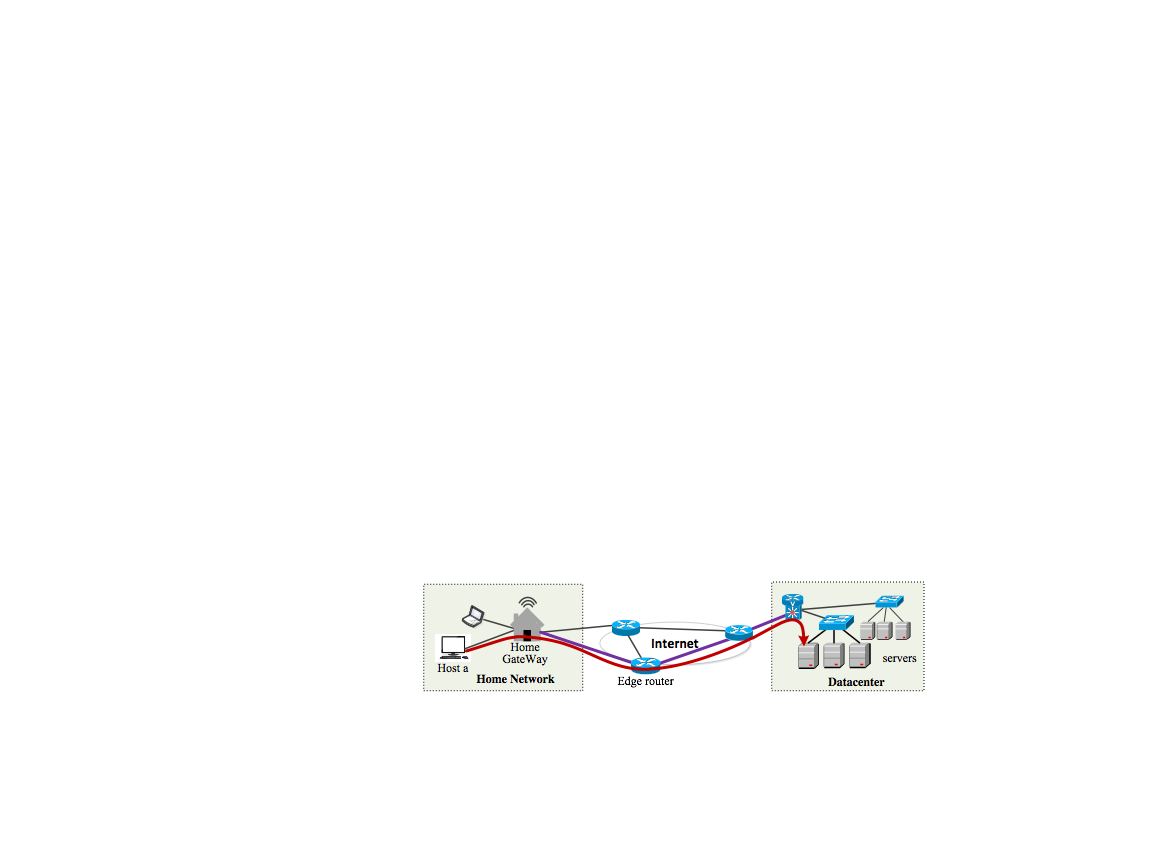 Host a
Home
GateWay
Home Network
Internet
Edge router
servers
Datacenter